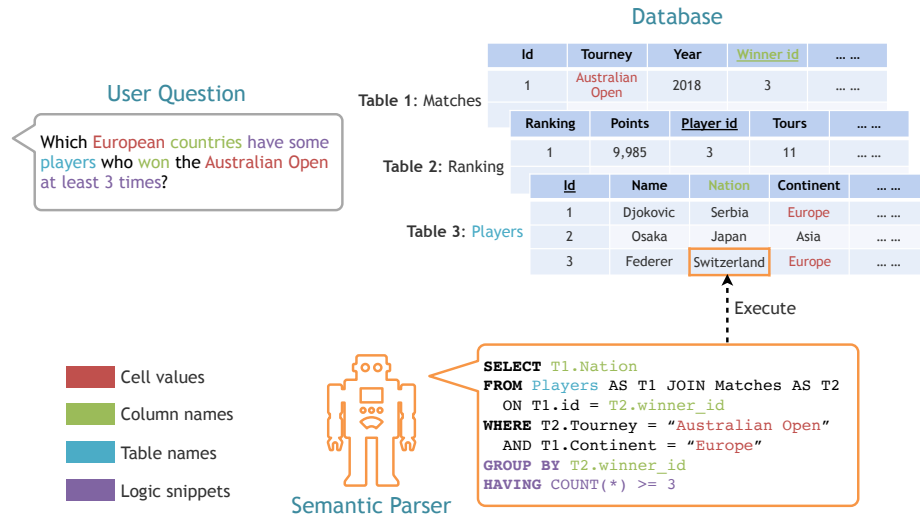 Database
Id Tourney Year Winner id ... ...
1 Australian Open 2018 3 ... ...
Table 1: Matches
User Question
Which European countries have some
players who won the Australian Open
at least 3 times?
Ranking Points Player id Tours ... ...
1 9,985 3 11 ... ...
Table 2: Ranking
Id Name Nation Continent ... ...
1 Djokovic Serbia Europe ... ...
2 Osaka Japan Asia ... ...
3 Federer Switzerland Europe ... ...
Table 3: Players
Execute
Cell values
Column names
Table names
Logic snippets
Semantic Parser
SELECT T1.Nation
FROM Players AS T1 JOIN Matches AS T2
ON T1.id = T2.winner_id
WHERE T2.Tourney = “Australian Open”
AND T1.Continent = “Europe”
GROUP BY T2.winner_id
HAVING COUNT(*) >= 3